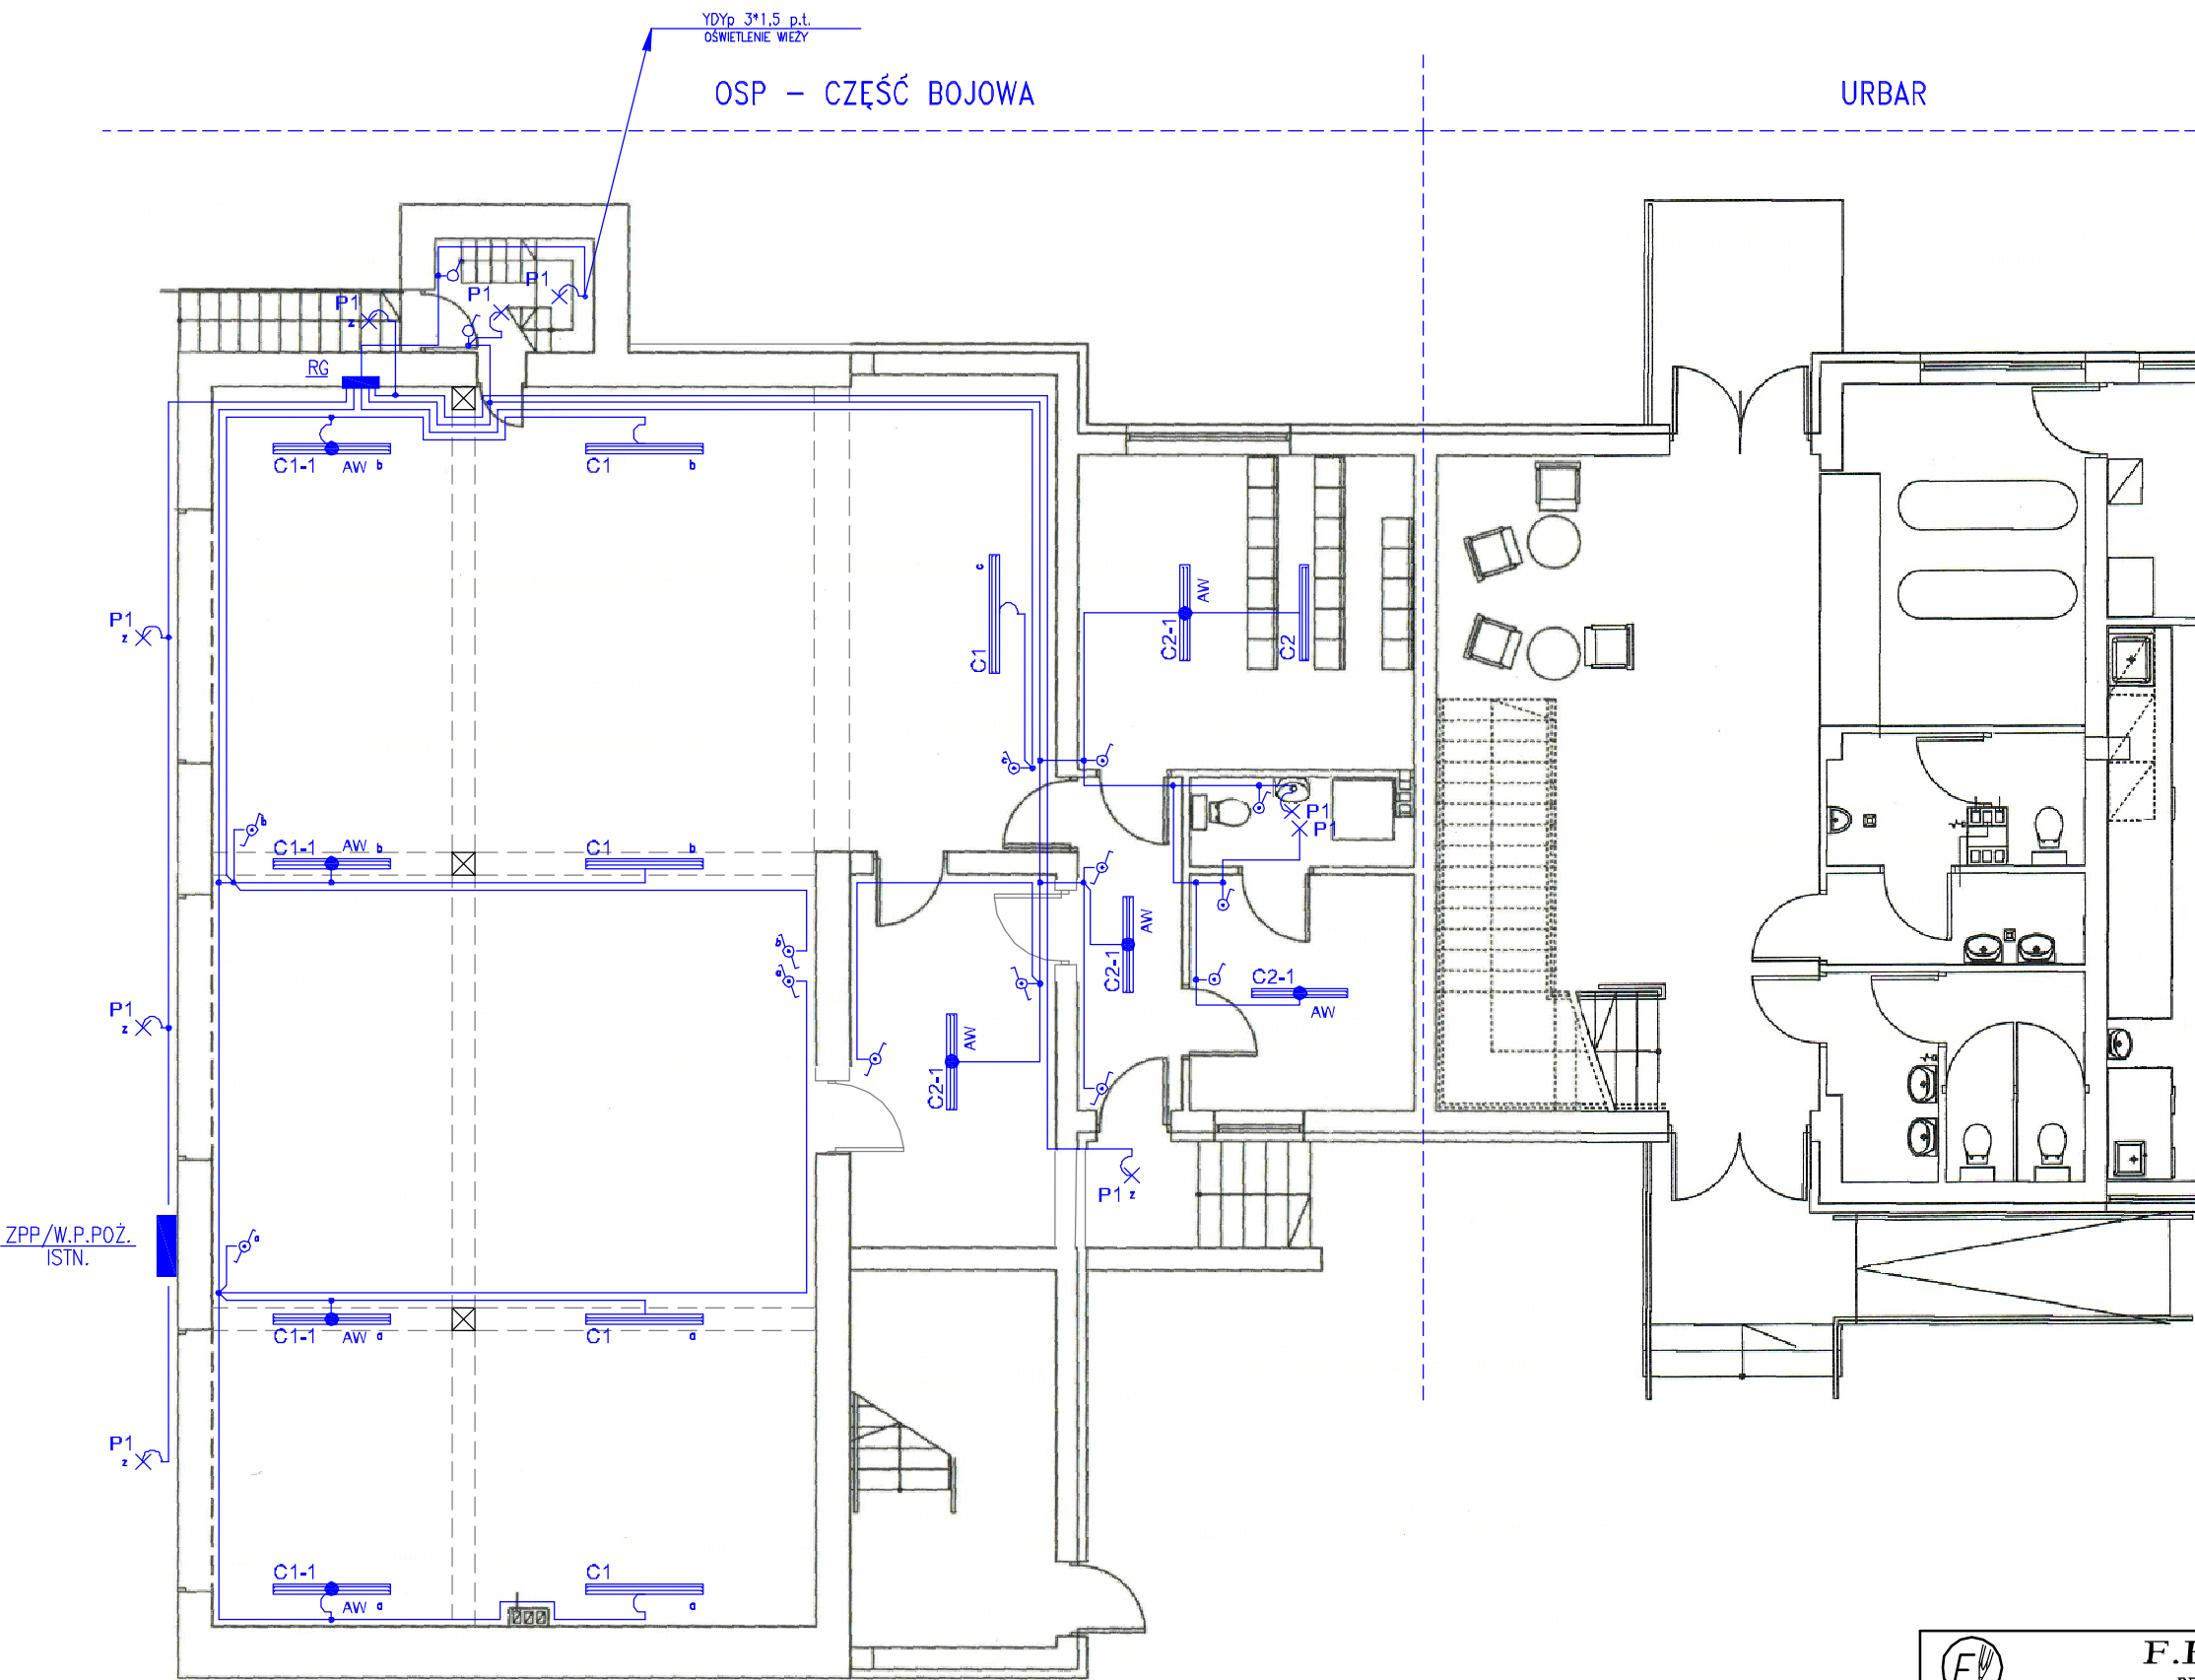 YDYp 3*1,5 p.t.
OŚWIETLENIE WIEŻY
OSP – CZĘŚĆ BOJOWA
URBAR
P1
P1
P1
z
RG
C1-1 AW b
C1 b
c
C1
AW
C2-1
C2
P1
z
c
P1
P1
b
C1-1 AW b
C1 b
AW
C2-1
b
a
C2-1
AW
P1
z
AW
C2-1
P1 z
ZPP/W.P.POŻ.
ISTN.
a
C1-1 AW a
C1 a
P1
z
C1-1
AW a
C1
a